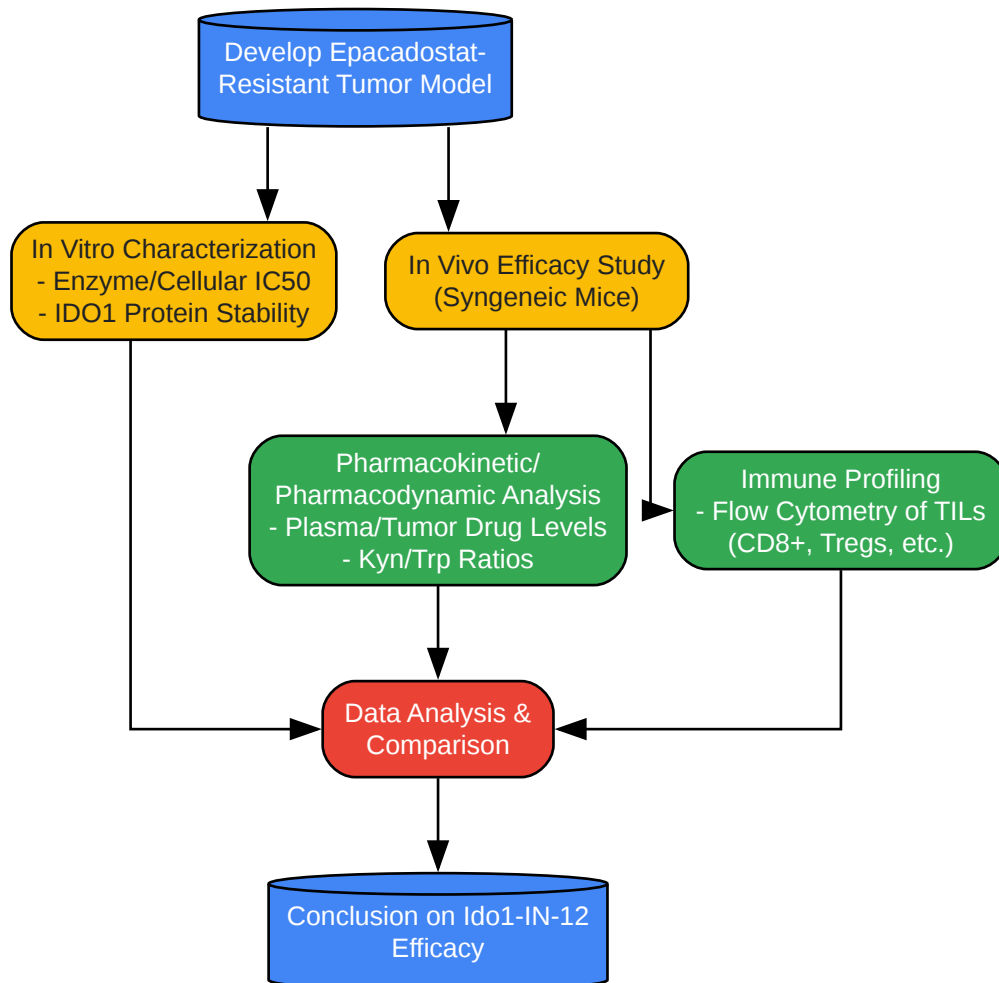 Develop Epacadostat-
Resistant Tumor Model
In Vitro Characterization
- Enzyme/Cellular IC50
- IDO1 Protein Stability
In Vivo Efficacy Study
(Syngeneic Mice)
Pharmacokinetic/
Pharmacodynamic Analysis
- Plasma/Tumor Drug Levels
- Kyn/Trp Ratios
Immune Profiling
- Flow Cytometry of TILs
(CD8+, Tregs, etc.)
Data Analysis &
Comparison
Conclusion on Ido1-IN-12
Efficacy